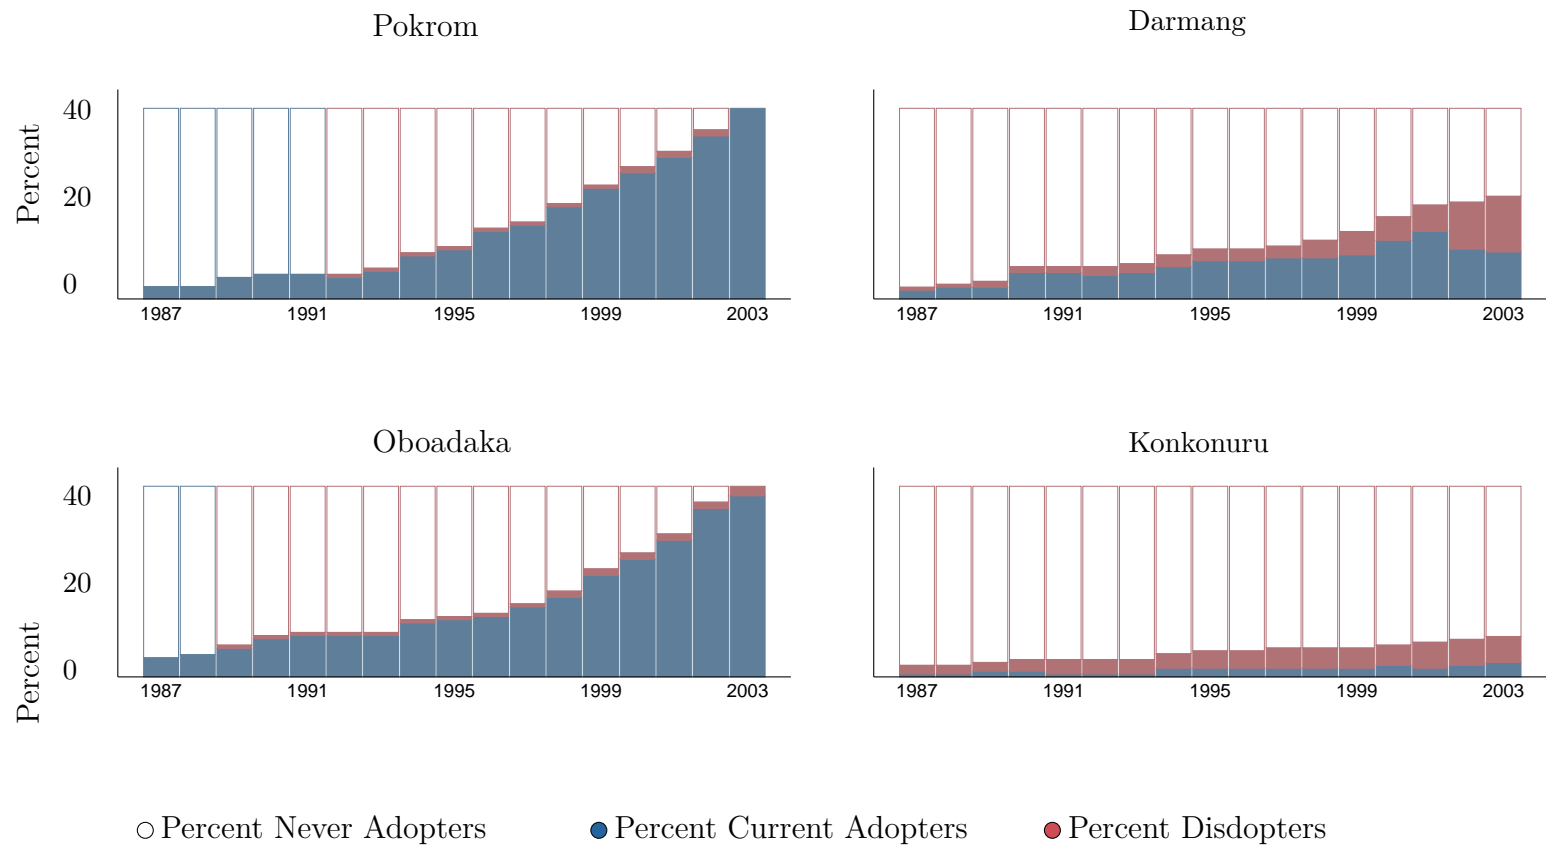 Pokrom
Darmang
Percent
40
20
0
1987 1991 1995 1999 2003
1987 1991 1995 1999 2003
Oboadaka
Konkonuru
Percent
40
20
0
1987 1991 1995 1999 2003
1987 1991 1995 1999 2003
Percent Never Adopters Percent Current Adopters Percent Disdopters